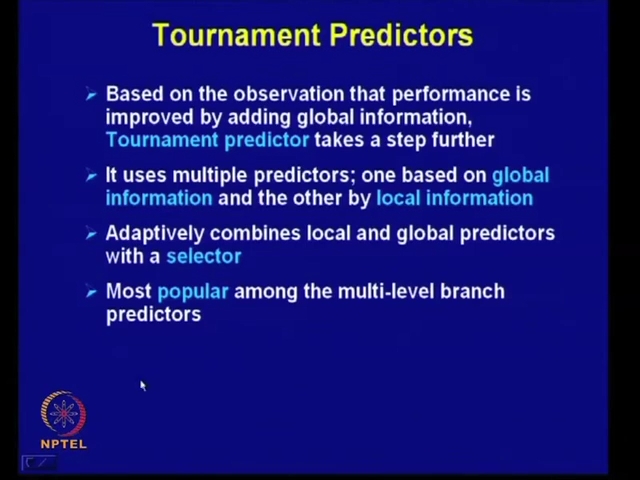 Tournament Predictors
Based on the observation that performance is
improved by adding global information,
Tournament predictor takes a step further
It uses multiple predictors; one based on global
information and the other by local information
Adaptively combines local and global predictors
with a selector
Most popular among the multi-level branch
predictors
NPTEL